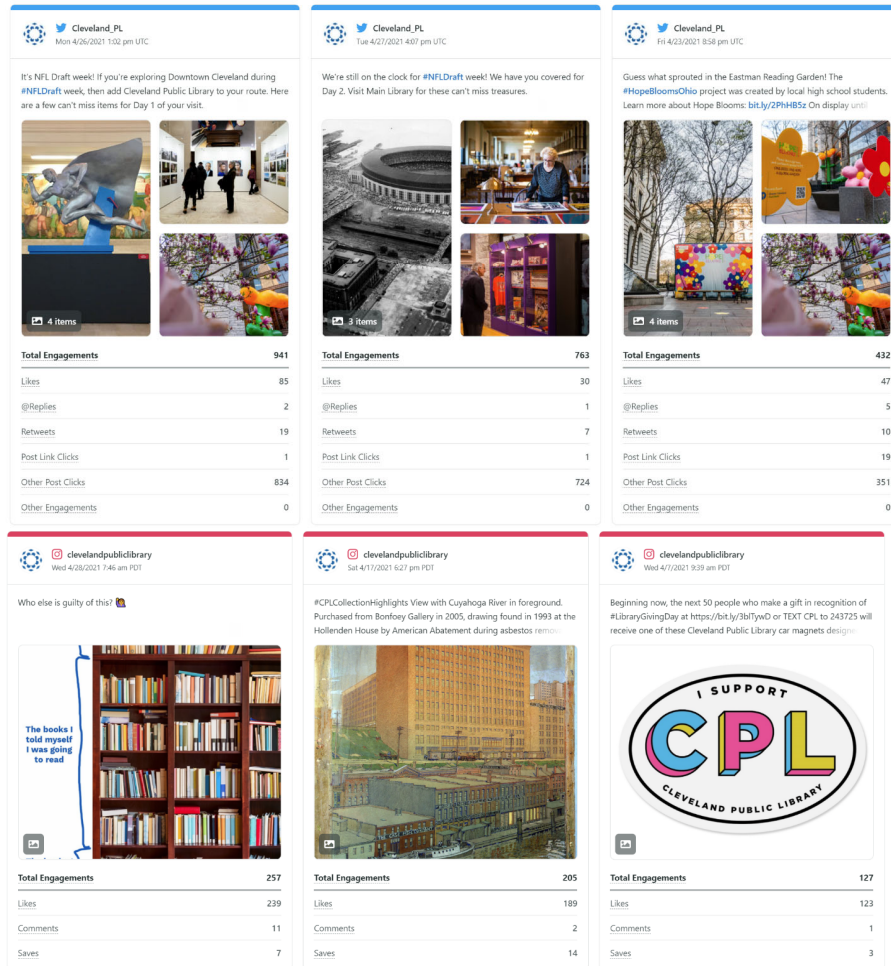 Cleveland_PL
Mon 4/26/2021 1:02 pm UTC
It's NFL Draft week! If you're exploring Downtown Cleveland during
#NFLDraft week, then add Cleveland Public Library to your route. Here
are a few can't miss items for Day 1 of your visit.
4 items
Total Engagements 941
Likes 85
@Replies 2
Retweets 19
Post Link Clicks 1
Other Post Clicks 834
Other Engagements 0
Cleveland_PL
Tue 4/27/2021 4:07 pm UTC
We're still on the clock for #NFLDraft week! We have you covered for
Day 2. Visit Main Library for these can't miss treasures.
3 items
Total Engagements 763
Likes 30
@Replies 1
Retweets 7
Post Link Clicks 1
Other Post Clicks 724
Other Engagements 0
Cleveland_PL
Fri 4/23/2021 8:58 pm UTC
Guess what sprouted in the Eastman Reading Garden! The
#HopeBloomsOhio project was created by local high school students.
Learn more about Hope Blooms: bit.ly/2PhHB5z On display until
4 items
Total Engagements 432
Likes 47
@Replies 5
Retweets 10
Post Link Clicks 19
Other Post Clicks 351
Other Engagements 0
clevelandpubliclibrary
Wed 4/28/2021 7:46 am PDT
Who else is guilty of this?
The books I
told myself
I was going
to read
Total Engagements 257
Likes 239
Comments 11
Saves 7
clevelandpubliclibrary
Sat 4/17/2021 6:27 pm PDT
#CPLCollectionHighlights View with Cuyahoga River in foreground.
Purchased from Bonfoey Gallery in 2005, drawing found in 1993 at the
Hollenden House by American Abatement during asbestos
Total Engagements 205
Likes 189
Comments 2
Saves 14
clevelandpubliclibrary
Wed 4/7/2021 9:39 am PDT
Beginning now, the next 50 people who make a gift in recognition of
#LibraryGivingDay at https://bit.ly/3blTywD or TEXT CPL to 243725 will
receive one of these Cleveland Public Library car magnets
I SUPPORT
CPL
CLEVELAND PUBLIC LIBRARY
Total Engagements 127
Likes 123
Comments 1
Saves 3